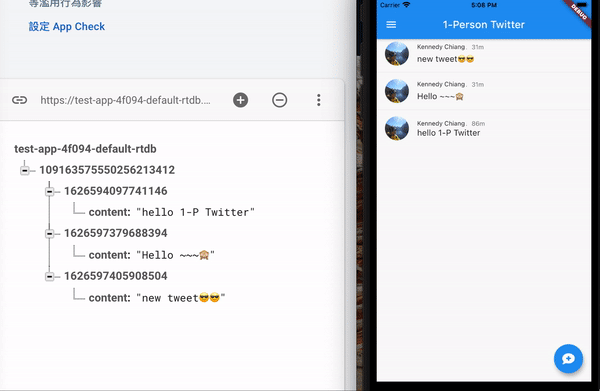 等濫用行為影響
設定 App Check
https://test-app-4f094-default-rtdb....
test-app-4f094-default-rtdb
109163575550256213412
1626594097741146
content: "hello 1-P Twitter"
1626597379688394
content: "Hello ~~~🙈"
1626597405908504
content: "new tweet😎😎"
Carrier
5:08 PM
DEBUG
1-Person Twitter
Kennedy Chiang. 31m
new tweet😎😎
Kennedy Chiang. 31m
Hello ~~~🙈
Kennedy Chiang. 86m
hello 1-P Twitter